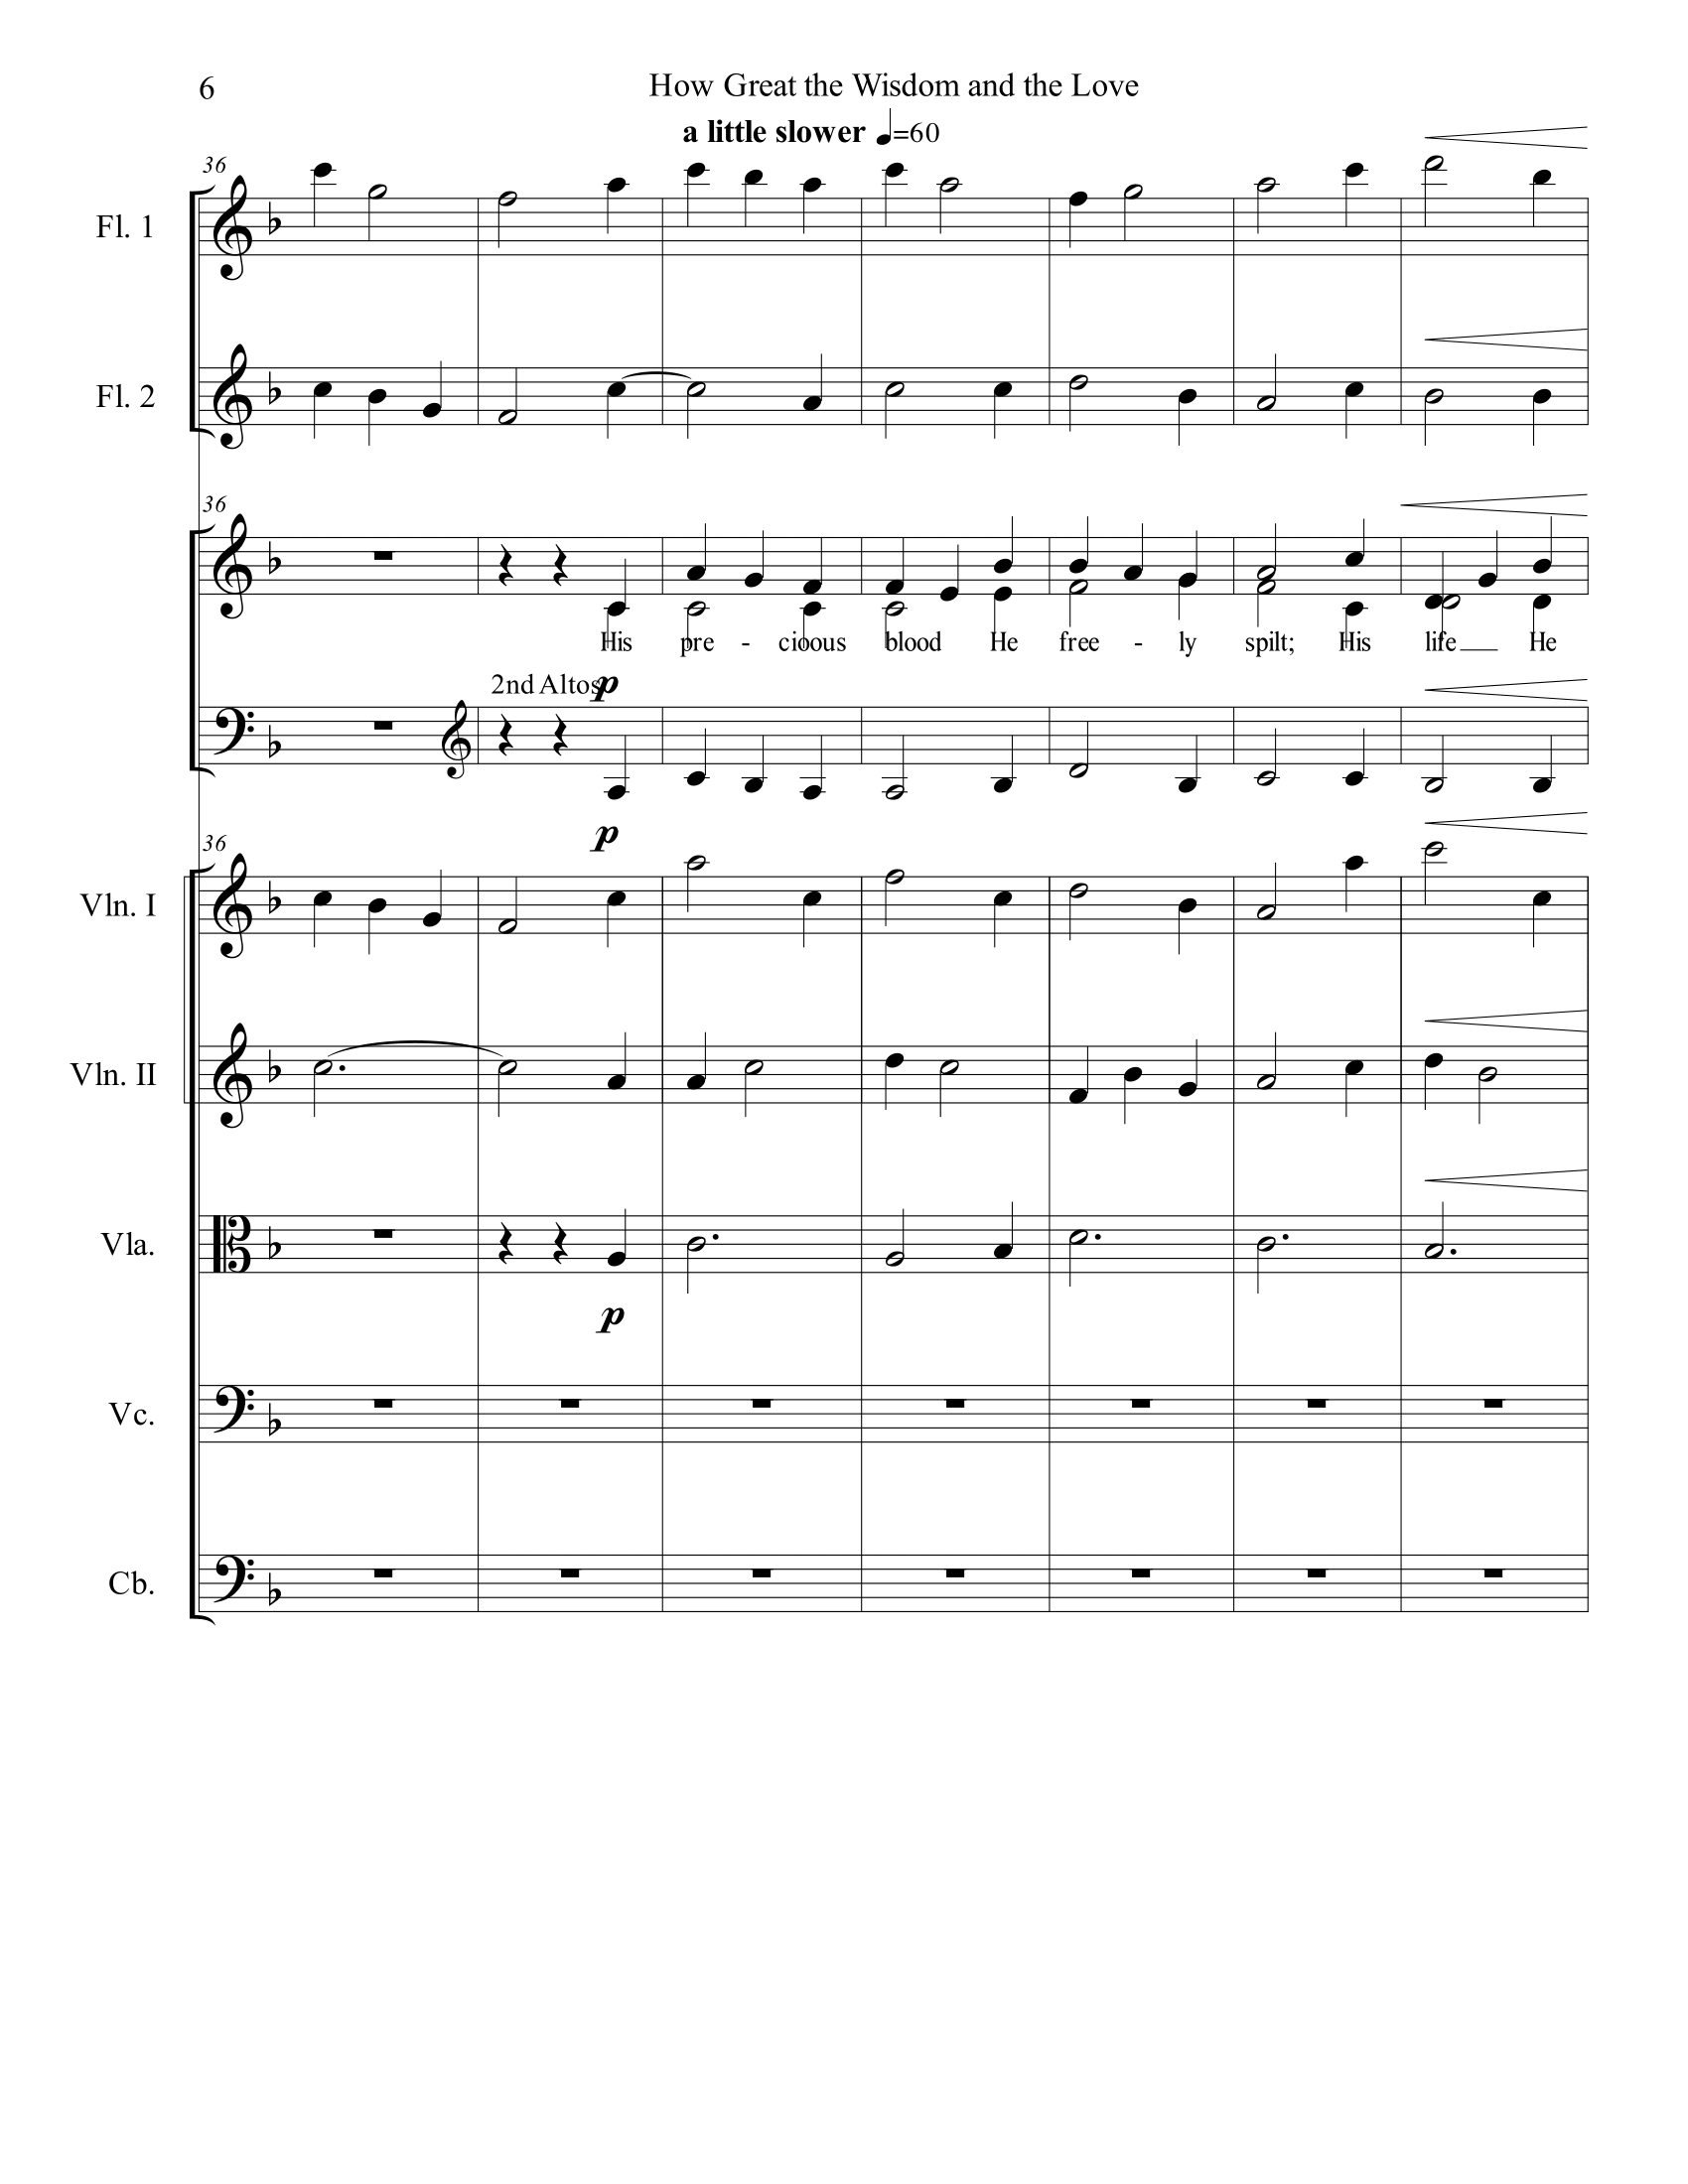 6 How Great the Wisdom and the Love
a little slower ♩=60
36
Fl. 1
Fl. 2
36
His pre - cioous blood He free - ly spilt; His life __ He
2nd Altos p
p
36
Vln. I
Vln. II
Vla.
p
Vc.
Cb.